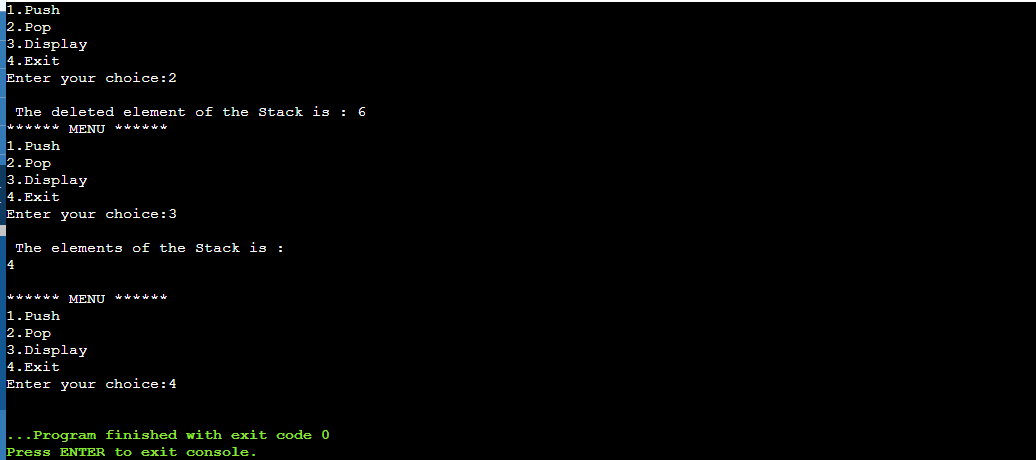 1.Push
2.Pop
3.Display
4.Exit
Enter your choice:2
The deleted element of the Stack is : 6
****** MENU ******
1.Push
2.Pop
3.Display
4.Exit
Enter your choice:3
The elements of the Stack is :
4
****** MENU ******
1.Push
2.Pop
3.Display
4.Exit
Enter your choice:4
...Program finished with exit code 0
Press ENTER to exit console.